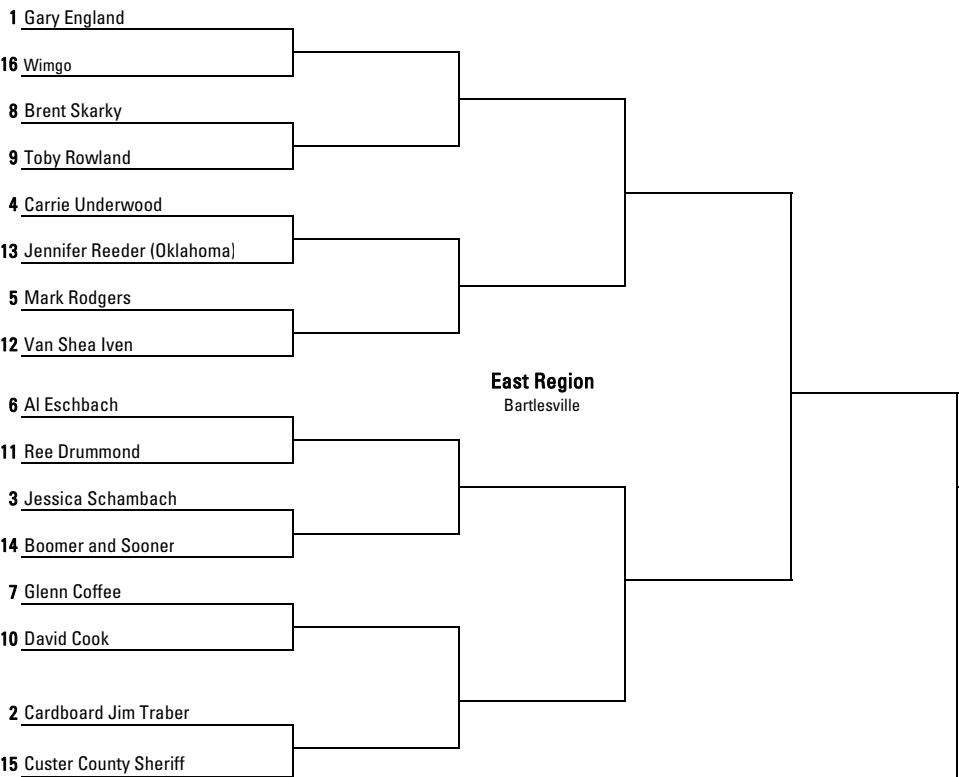 1 Gary England
16 Wimgo
8 Brent Skarky
9 Toby Rowland
4 Carrie Underwood
13 Jennifer Reeder (Oklahoma)
5 Mark Rodgers
12 Van Shea Iven
East Region
Bartlesville
6 Al Eschbach
11 Ree Drummond
3 Jessica Schambach
14 Boomer and Sooner
7 Glenn Coffee
10 David Cook
2 Cardboard Jim Traber
15 Custer County Sheriff